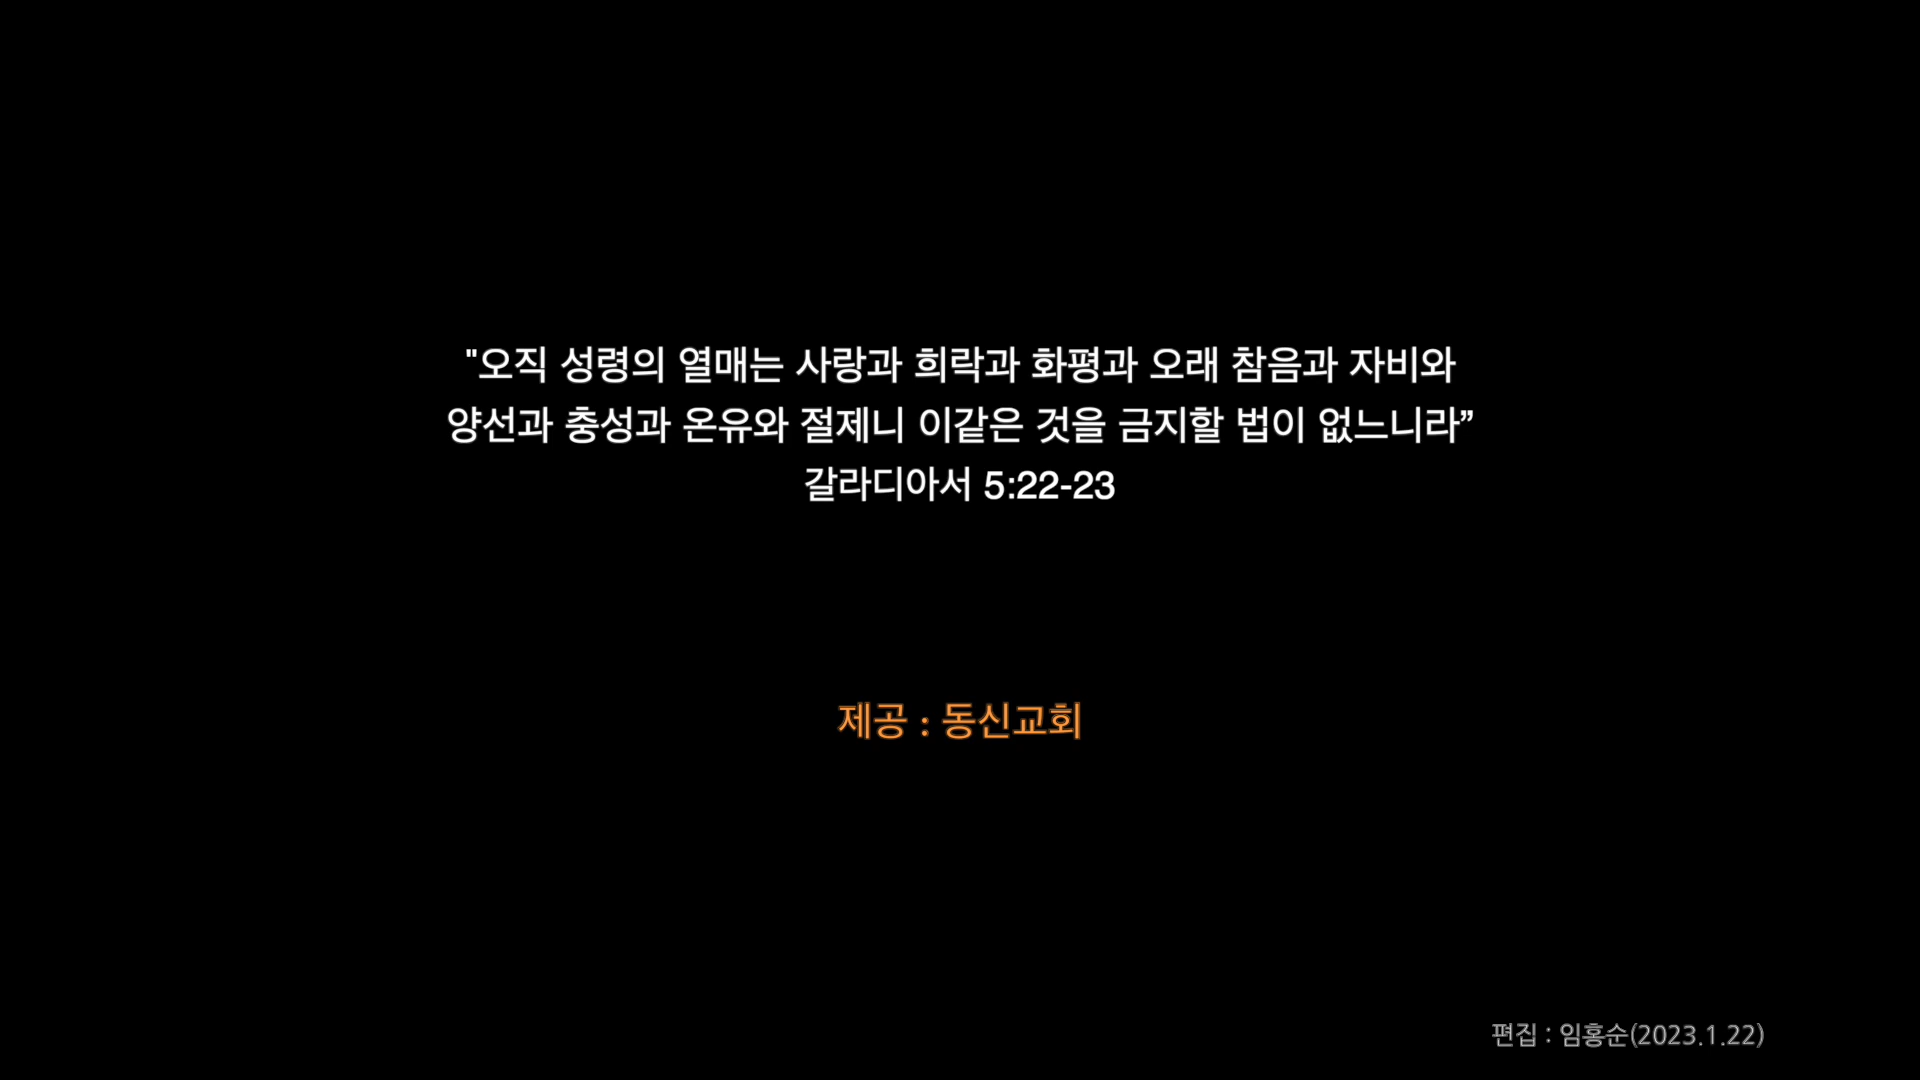 "오직 성령의 열매는 사랑과 희락과 화평과 오래 참음과 자비와
양선과 충성과 온유와 절제니 이같은 것을 금지할 법이 없느니라”
갈라디아서 5:22-23
제공 : 동신교회
편집 : 임홍순(2023.1.22)